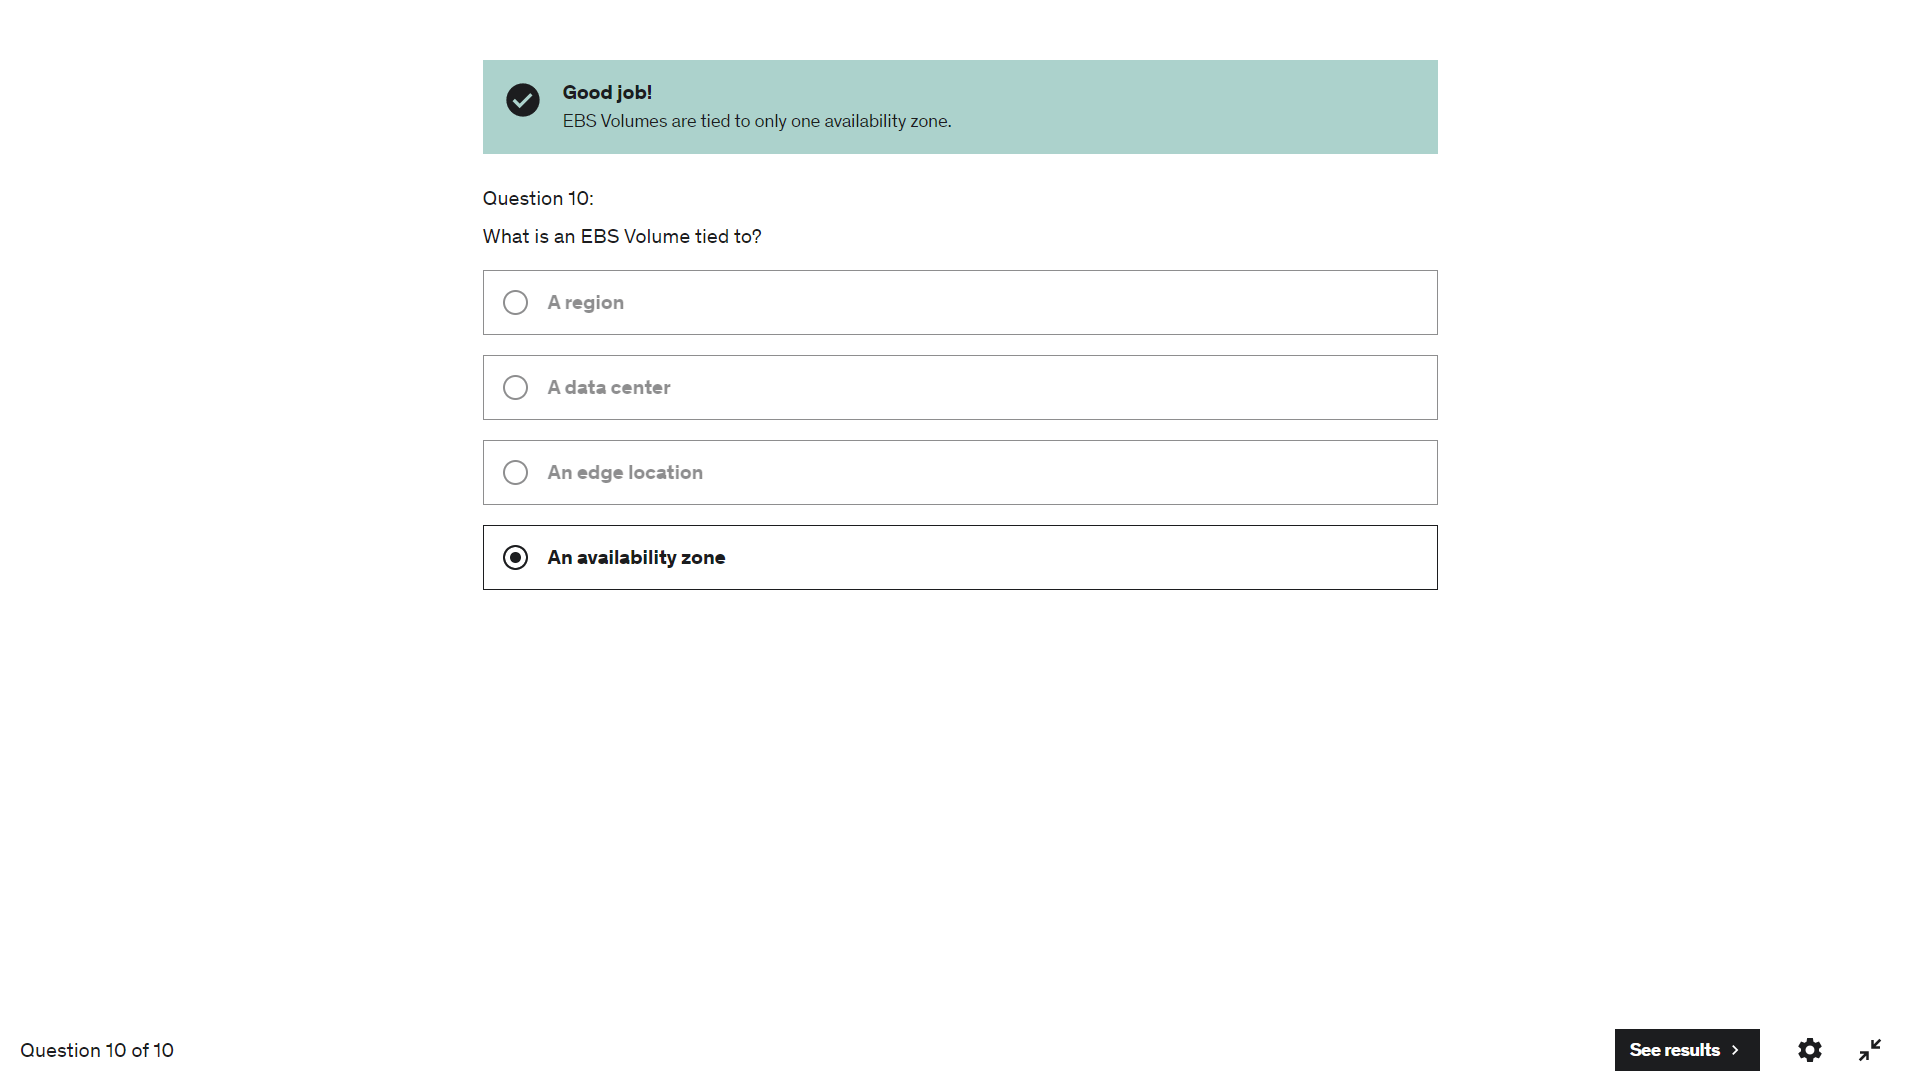 Good job!
EBS Volumes are tied to only one availability zone.
Question 10:
What is an EBS Volume tied to?
A region
A data center
An edge location
An availability zone
Question 10 of 10
See results